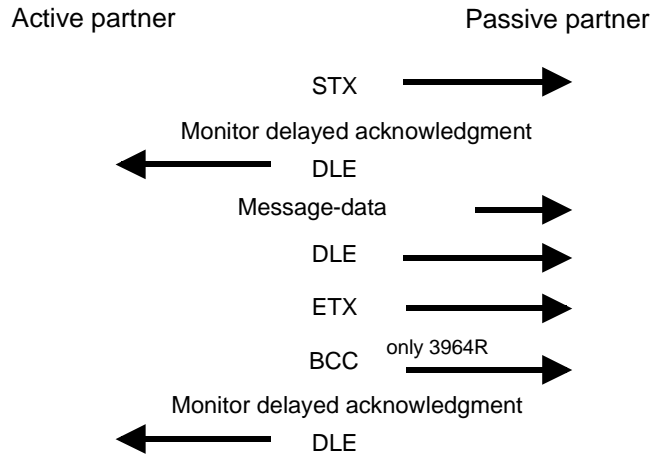 Active partner Passive partner
STX
Monitor delayed acknowledgment
DLE
Message-data
DLE
ETX
BCC only 3964R
Monitor delayed acknowledgment
DLE